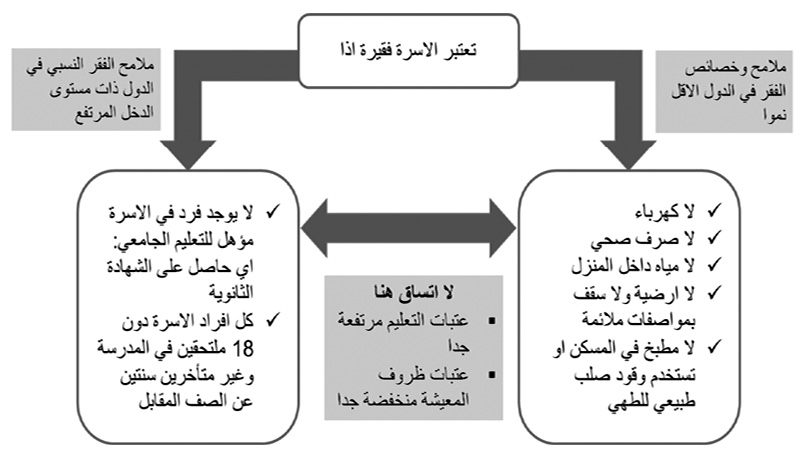 تعتبر الاسرة فقيرة اذا
ملامح وخصائص
الفقر في الدول الاقل
نموا
ملامح الفقر النسبي في
الدول ذات مستوى
الدخل المرتفع
✓ لا كهرباء
✓ لا صرف صحي
✓ لا مياه داخل المنزل
✓ لا ارضية ولا سقف
بمواصفات ملائمة
✓ لا مطبخ في المسكن او
تستخدم وقود صلب
طبيعي للطهي
لا اتساق هنا
▪ عتبات التعليم مرتفعة
جدا
▪ عتبات ظروف
المعيشة منخفضة جدا
✓ لا يوجد فرد في الاسرة
مؤهل للتعليم الجامعي:
اي حاصل على الشهادة
الثانوية
✓ كل افراد الاسرة دون
18 ملتحقين في المدرسة
وغير متأخرين سنتين
عن الصف المقابل